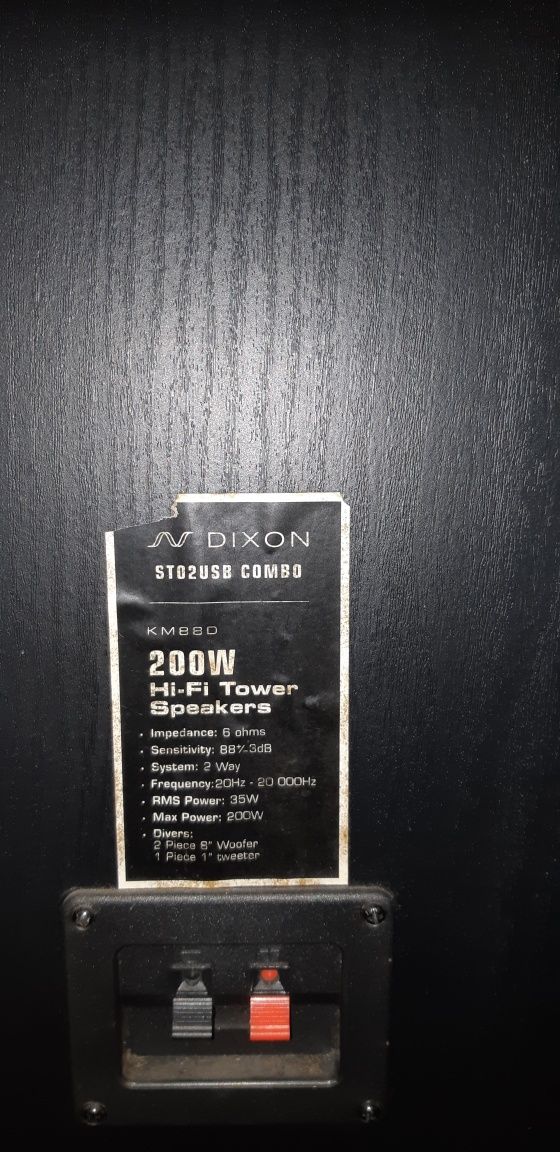 DIXON
ST02USB COMBO
KM88D
200W
Hi-Fi Tower
Speakers
• Impedance: 6 ohms
• Sensitivity: 88+/-3dB
• System: 2 Way
• Frequency:20Hz - 20 000Hz
• RMS Power: 35W
• Max Power: 200W
• Divers:
2 Piece 6" Woofer
1 Piece 1" tweeter